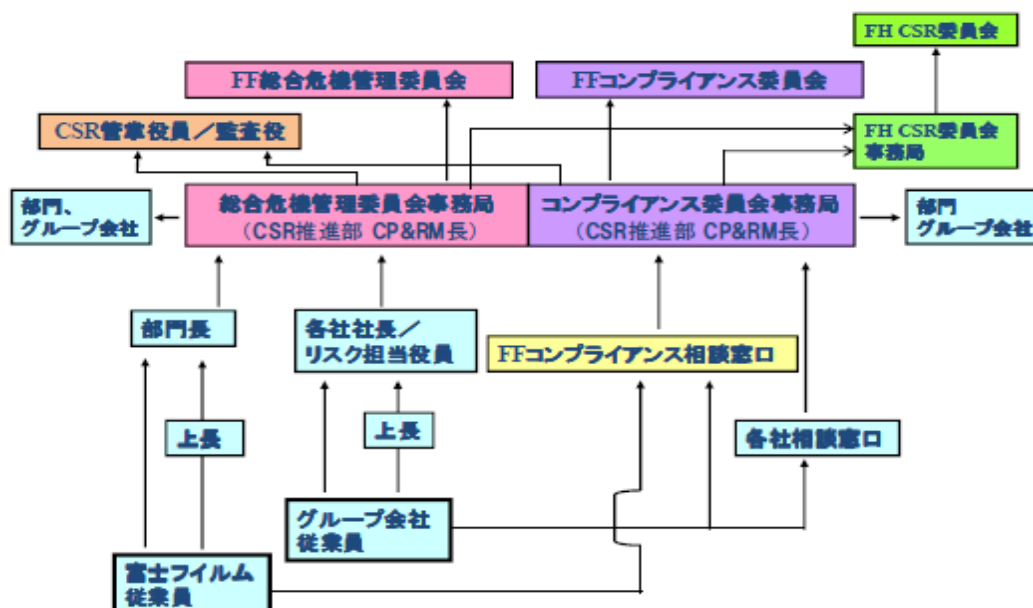 FH CSR委員会
FF総合危機管理委員会
FFコンプライアンス委員会
CSR管掌役員／監査役
FH CSR委員会
事務局
部門、
グループ会社
総合危機管理委員会事務局
（CSR推進部 CP&RM長）
コンプライアンス委員会事務局
（CSR推進部 CP&RM長）
部門
グループ会社
部門長
各社社長／
リスク担当役員
FFコンプライアンス相談窓口
上長
上長
各社相談窓口
グループ会社
従業員
富士フイルム
従業員